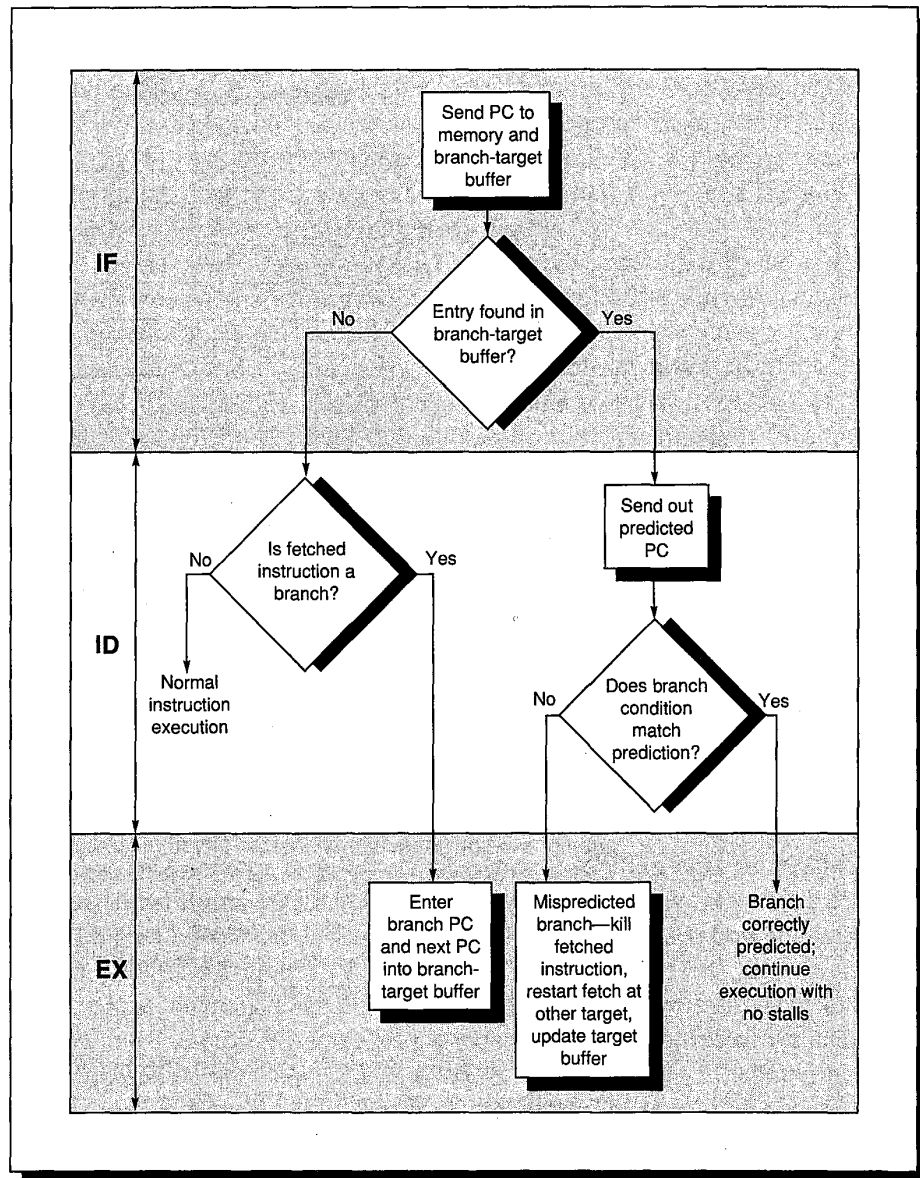 Send PC to
memory and
branch-target
buffer
IF
Entry found in
branch-target
buffer?
No
Yes
Send out
predicted
PC
Is fetched
instruction a
branch?
No
Yes
ID
Normal
instruction
execution
Does branch
condition
match
prediction?
No
Yes
EX
Enter
branch PC
and next PC
into branch-
target buffer
Mispredicted
branch—kill
fetched
instruction,
restart fetch at
other target,
update target
buffer
Branch
correctly
predicted;
continue
execution with
no stalls